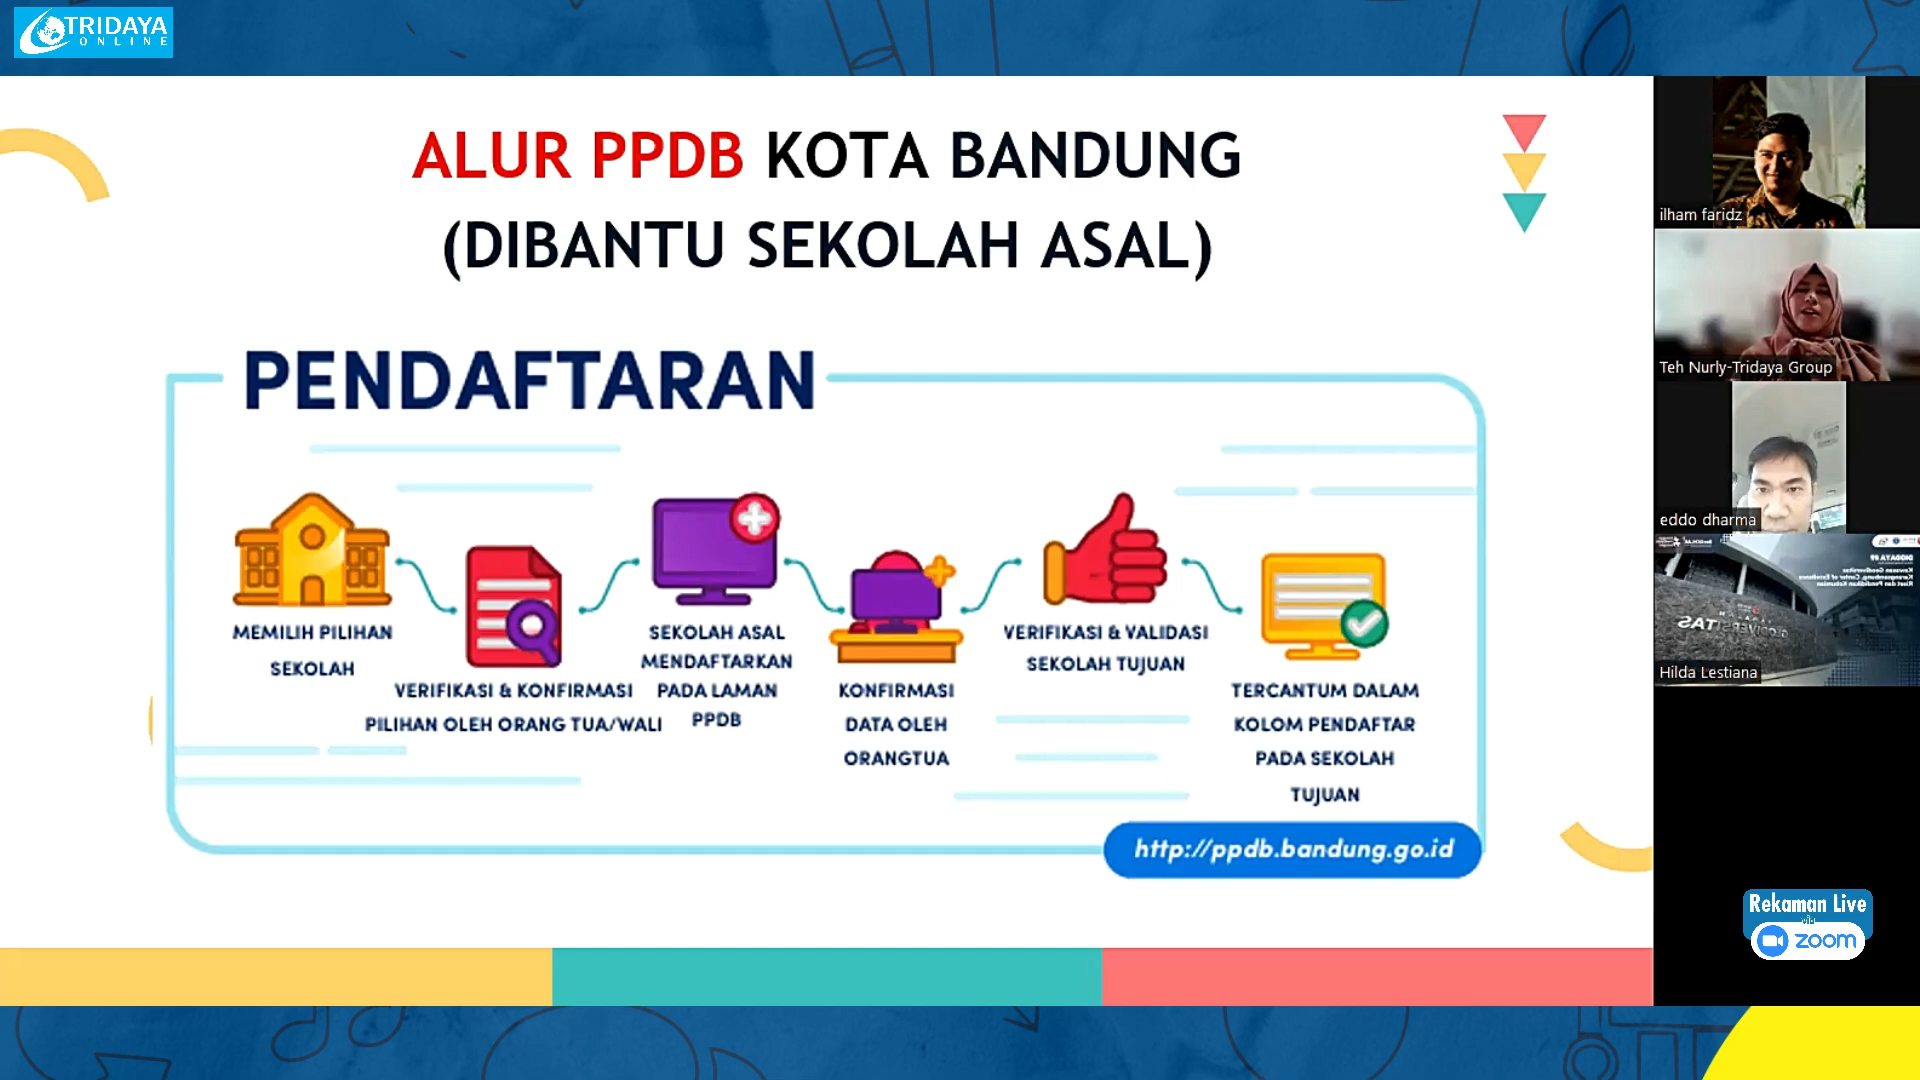 TRIDAYA
ONLINE
ALUR PPDB KOTA BANDUNG
(DIBANTU SEKOLAH ASAL)
PENDAFTARAN
MEMILIH PILIHAN
SEKOLAH
VERIFIKASI & KONFIRMASI
PILIHAN OLEH ORANG TUA/WALI
SEKOLAH ASAL
MENDAFTARKAN
PADA LAMAN
PPDB
KONFIRMASI
DATA OLEH
ORANGTUA
VERIFIKASI & VALIDASI
SEKOLAH TUJUAN
TERCANTUM DALAM
KOLOM PENDAFTAR
PADA SEKOLAH
TUJUAN
http://ppdb.bandung.go.id
ilham faridz
Teh Nurly-Tridaya Group
eddo dharma
Hilda Lestiana
Rekaman Live
via
zoom